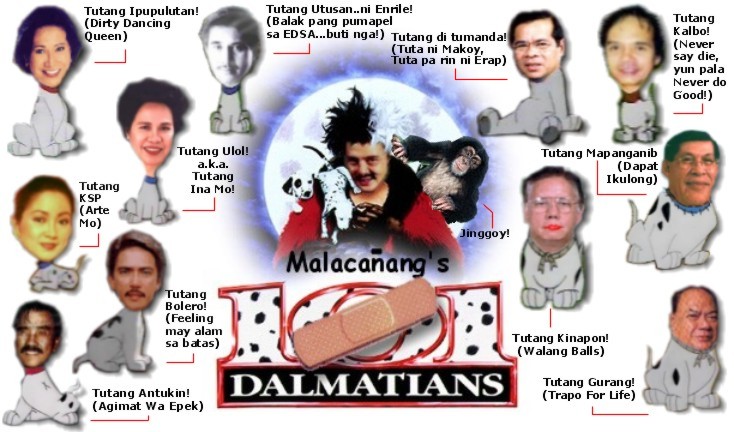 Tutang Ipupulutan!
(Dirty Dancing
Queen)
Tutang Utusan..ni Enrile!
(Balak pang pumapel
sa EDSA...buti nga!)
Tutang di tumanda!
(Tuta ni Makoy,
Tuta pa rin ni Erap)
Tutang
Kalbo!
(Never
say die,
yun pala
Never do
Good!)
Tutang Ulol!
a.k.a.
Tutang
Ina Mo!
Tutang Mapanganib
(Dapat
Ikulong)
Tutang
KSP
(Arte
Mo)
Jinggoy!
Malacañang's
101
DALMATIANS
Tutang
Bolero!
(Feeling
may alam
sa batas)
Tutang Kinapon!
(Walang Balls)
Tutang Antukin!
(Agimat Wa Epek)
Tutang Gurang!
(Trapo For Life)